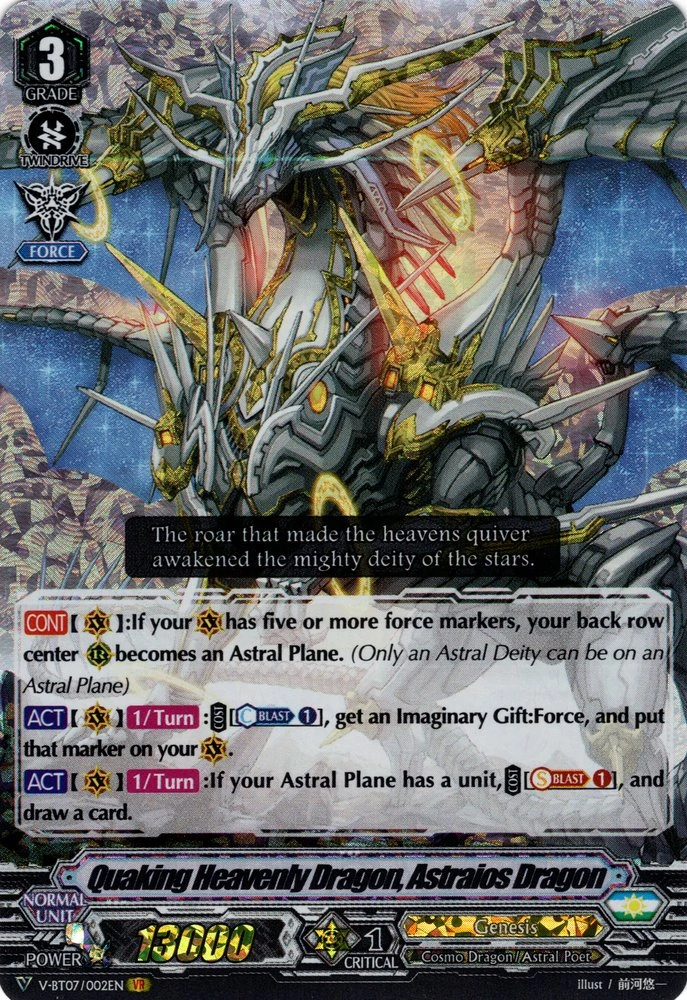 3
GRADE
TWINDRIVE
FORCE
The roar that made the heavens quiver
awakened the mighty deity of the stars.
CONT【 】:If your has five or more force markers, your back row
center R becomes an Astral Plane. (Only an Astral Deity can be on an
Astral Plane)
ACT【 】1/Turn :COST[C BLAST 1], get an Imaginary Gift:Force, and put
that marker on your .
ACT【 】1/Turn :If your Astral Plane has a unit, COST[S BLAST 1], and
draw a card.
Quaking Heavenly Dragon, Astraios Dragon
NORMAL
UNIT
POWER 13000
1
CRITICAL
Genesis
Cosmo Dragon/Astral Poet
V V-BT07/002EN VR
illust / 前河悠一